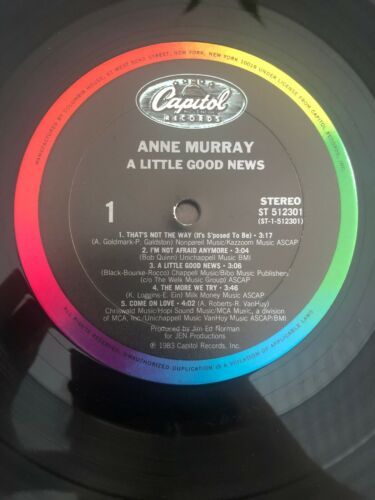 MANUFACTURED BY COLUMBIA HOUSE, 51 WEST 52ND STREET, NEW YORK, NEW YORK 10019 UNDER LICENSE FROM CAPITOL RECORDS, INC.
Capitol
RECORDS
ANNE MURRAY
A LITTLE GOOD NEWS
1
STEREO
ST 512301
(ST-1-512301)
1. THAT'S NOT THE WAY (It's S'posed To Be) • 3:17
(A. Goldmark-P. Galdston) Nonpareil Music/Kazzoom Music ASCAP
2. I'M NOT AFRAID ANYMORE • 3:04
(Bob Quinn) Unichappell Music/BMI
3. A LITTLE GOOD NEWS • 3:08
(Black-Bourke-Rocco) Chappell Music/Bibo Music Publishers
c/o The Welk Music Group) ASCAP
4. THE MORE WE TRY • 3:46
(K. Loggins-E. Ein) Milk Money Music ASCAP
5. COME ON LOVE • 4:02 (A. Roberts-R. VanHoy)
Chriswald Music/Hop! Sound Music/MCA Music, a division
of MCA, Inc./Unichappell Music VanHoy Music ASCAP/BMI)
Produced by Jim Ed Norman
for JEN Productions
℗ 1983 Capitol Records, Inc.
ALL RIGHTS RESERVED. UNAUTHORIZED DUPLICATION IS A VIOLATION OF APPLICABLE LAWS